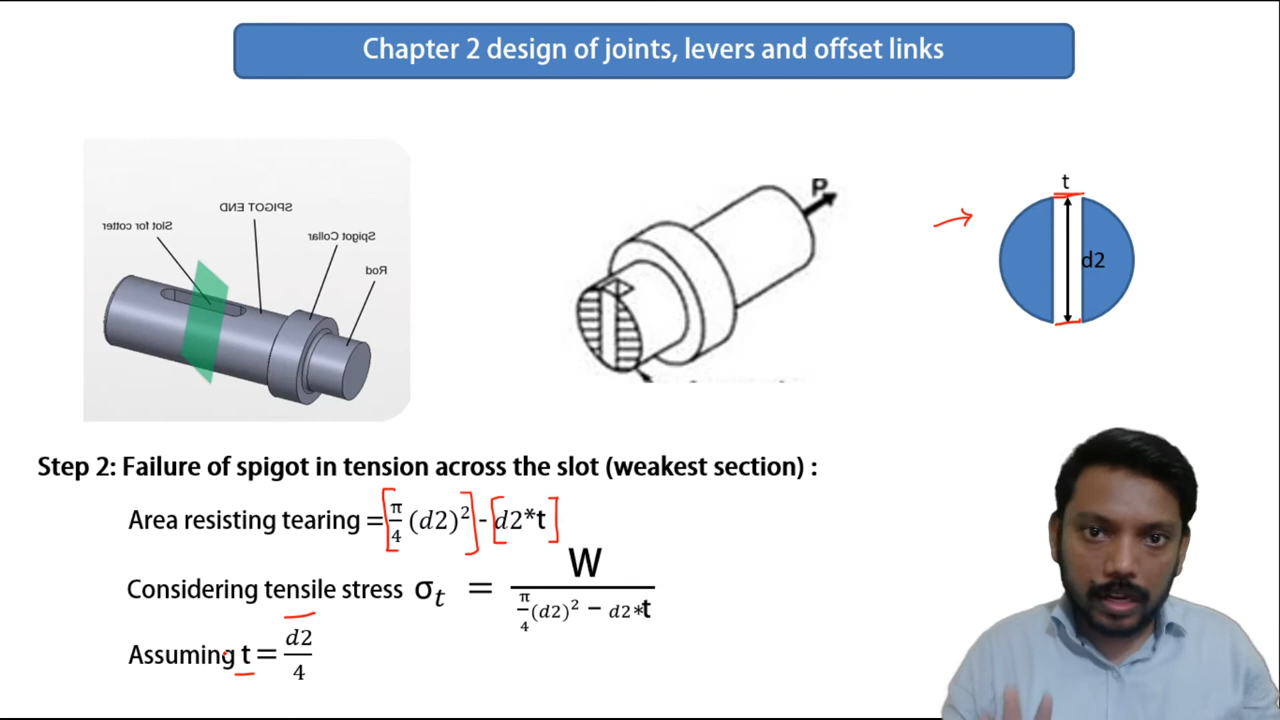 Chapter 2 design of joints, levers and offset links
SPIGOT END
Slot for cotter
Spigot Collar
Rod
P
t
d2
Step 2: Failure of spigot in tension across the slot (weakest section) :
Area resisting tearing = [π/4 (d2)²] - [d2*t]
Considering tensile stress σₜ = W / (π/4 (d2)² − d2*t)
Assuming t = d2/4